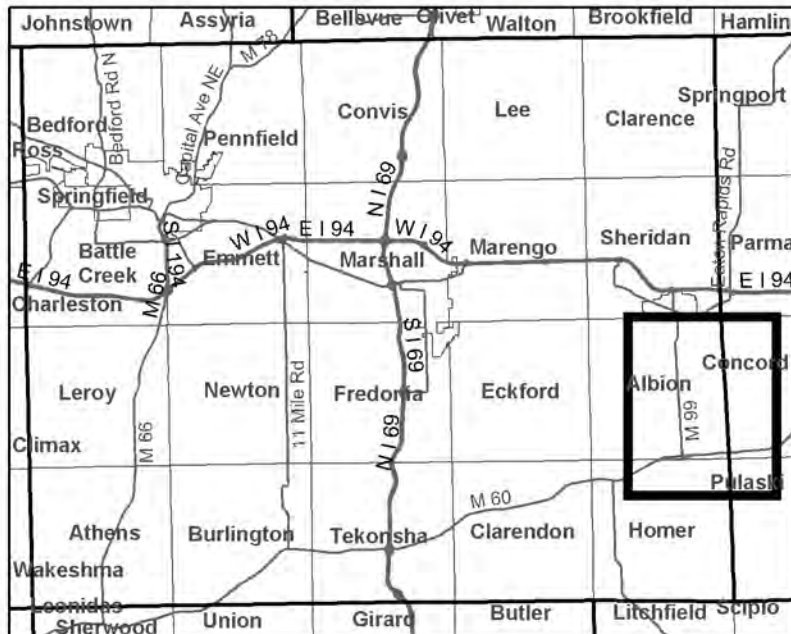 Johnstown
Assyria
Bellevue
Olivet
Walton
Brookfield
Hamlin
M 78
Bedford Rd N
Capital Ave NE
Convis
Lee
Clarence
Springport
Bedford
Pennfield
Ross
Springfield
N I 69
Eaton Rapids Rd
S I 194
W I 94
E I 94
W I 94
Battle
Creek
Emmett
Marshall
Marengo
Sheridan
Parma
E I 94
M 66
E I 94
Charleston
S I 69
Leroy
Newton
11 Mile Rd
Fredonia
Eckford
Albion
Concord
M 99
Climax
M 66
N I 69
M 60
Pulaski
Athens
Burlington
Tekonsha
Clarendon
Homer
Wakeshma
Leonidas
Sherwood
Union
Girard
Butler
Litchfield
Scipio